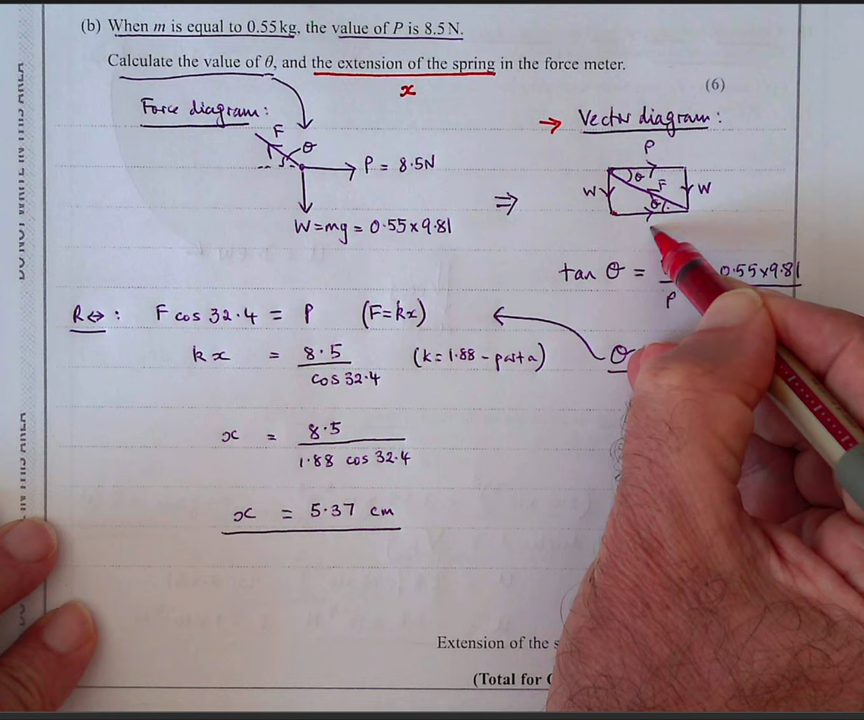 (b) When m is equal to 0.55 kg, the value of P is 8.5 N.
Calculate the value of θ, and the extension of the spring in the force meter.
x
(6)
Force diagram:
→ Vector diagram:
F
θ
P = 8.5N
W = mg = 0.55×9.81
⇒
P
θ
F
W
W
θ
tan θ =
0.55×9.81
P
R↔: F cos 32.4 = P (F=kx)
θ
kx = 8.5
cos 32.4
(k=1.88 - part a)
x = 8.5
1.88 cos 32.4
x = 5.37 cm
Extension of the
(Total for